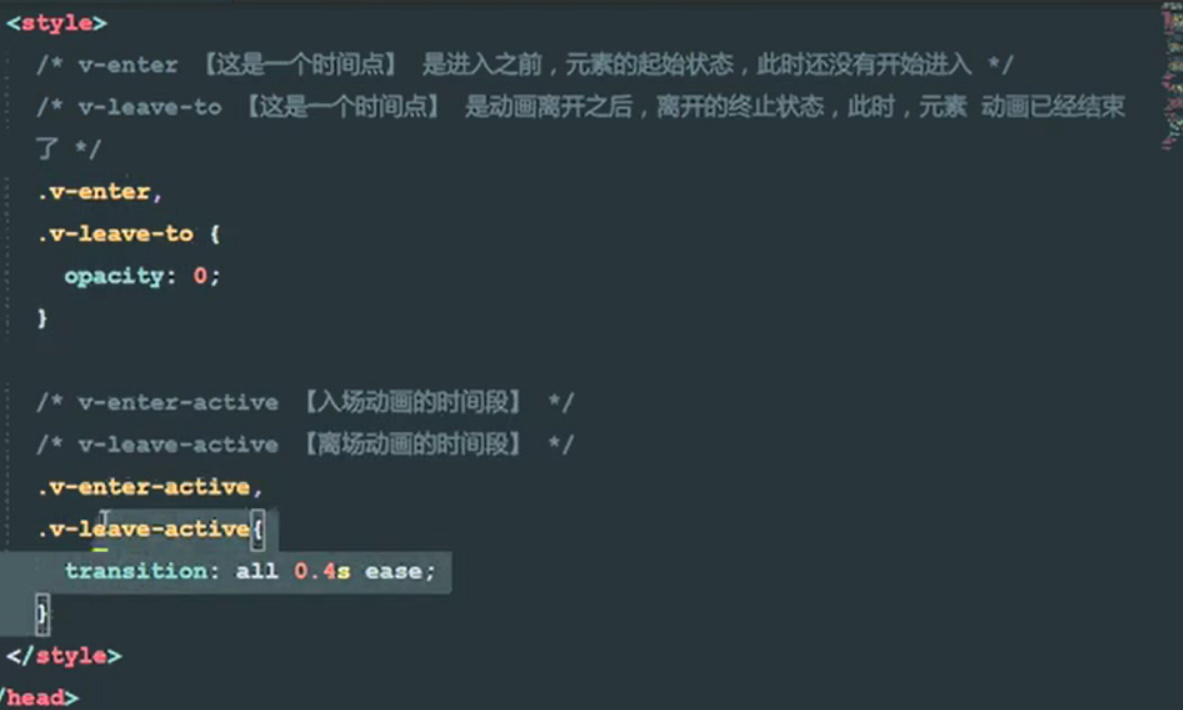 <style>
/* v-enter 【这是一个时间点】 是进入之前，元素的起始状态，此时还没有开始进入 */
/* v-leave-to 【这是一个时间点】 是动画离开之后，离开的终止状态，此时，元素 动画已经结束
了 */
.v-enter,
.v-leave-to {
opacity: 0;
}
/* v-enter-active 【入场动画的时间段】 */
/* v-leave-active 【离场动画的时间段】 */
.v-enter-active,
.v-leave-active{
transition: all 0.4s ease;
}
</style>
/head>